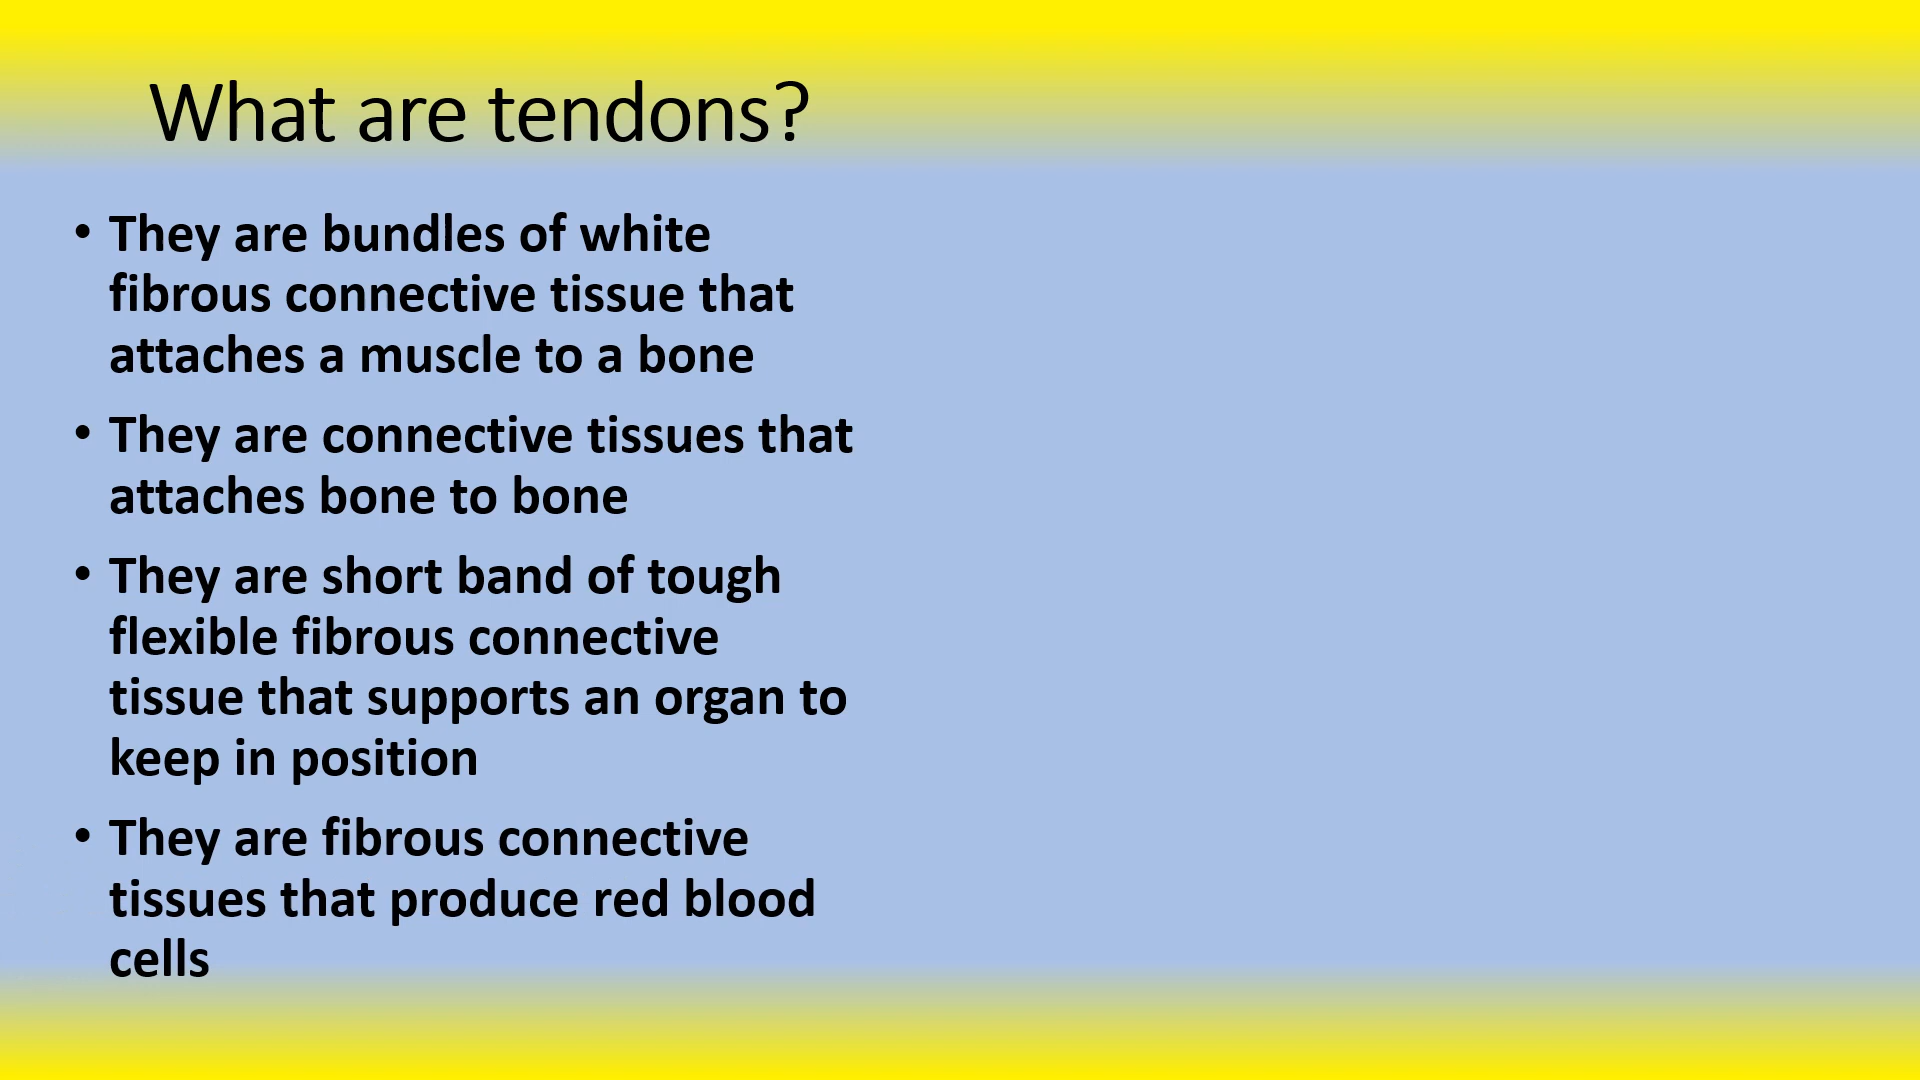 What are tendons?
• They are bundles of white
fibrous connective tissue that
attaches a muscle to a bone
• They are connective tissues that
attaches bone to bone
• They are short band of tough
flexible fibrous connective
tissue that supports an organ to
keep in position
• They are fibrous connective
tissues that produce red blood
cells